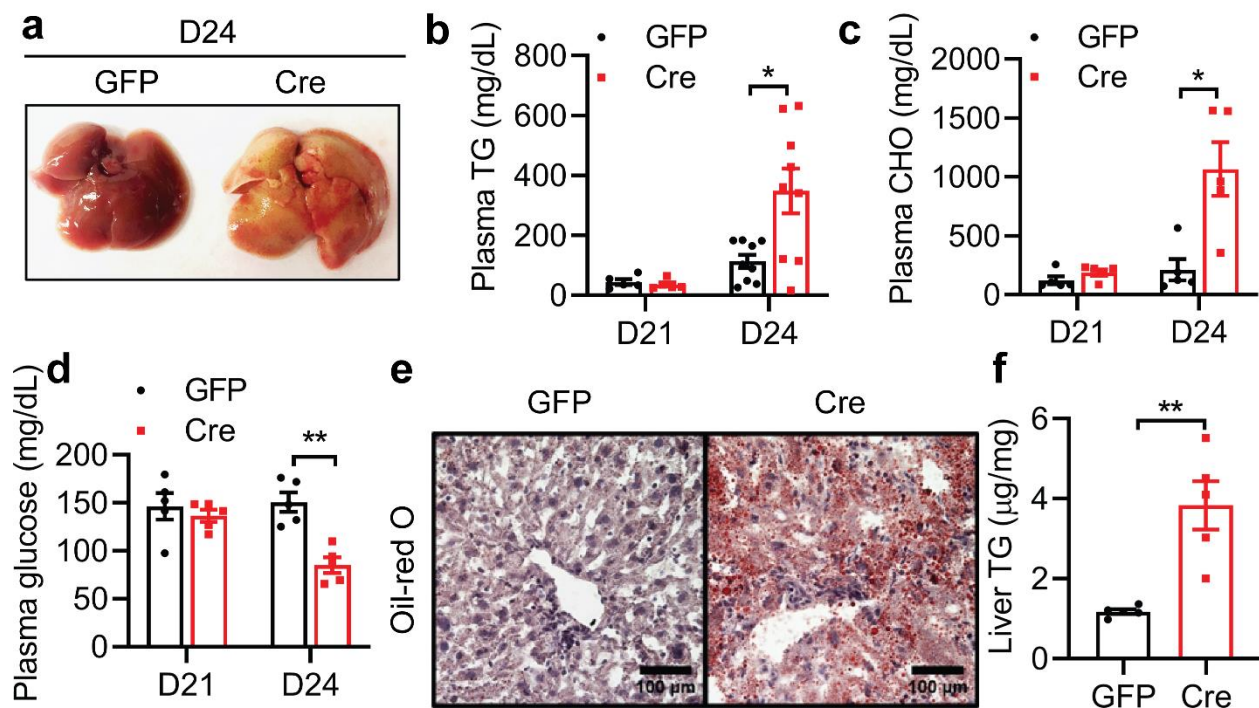 a
D24
GFP
Cre
b
Plasma TG (mg/dL)
GFP
Cre
*
800
600
400
200
0
D21
D24
c
Plasma CHO (mg/dL)
GFP
Cre
*
2000
1500
1000
500
0
D21
D24
d
Plasma glucose (mg/dL)
GFP
Cre
**
200
150
100
50
0
D21
D24
e
GFP
Cre
Oil-red O
100 µm
100 µm
f
Liver TG (µg/mg)
**
6
4
2
0
GFP
Cre